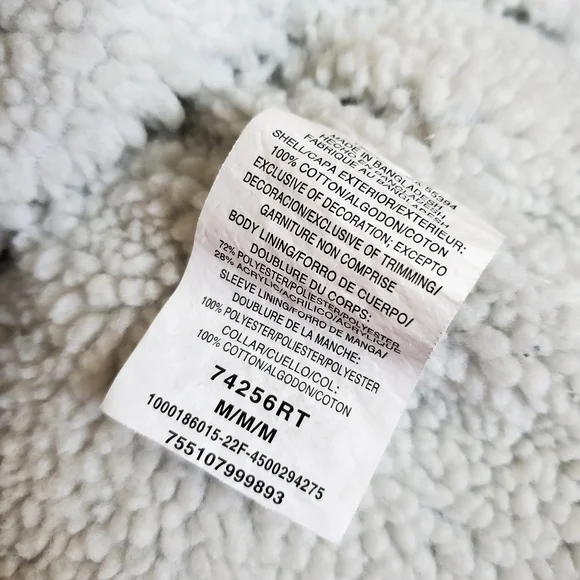 65394
MADE IN BANGLADESH
HECHO EN
FABRIQUE AU BANGLADESH
SHELL/CAPA EXTERIOR/EXTERIEUR:
100% COTTON/ALGODON/COTON
EXCLUSIVE OF DECORATION: EXCEPTO
DECORACION/EXCLUSIVE OF TRIMMING/
GARNITURE NON COMPRISE
BODY LINING/FORRO DE CUERPO/
DOUBLURE DU CORPS:
72% POLYESTER/POLIESTER/POLYESTER
28% ACRYLIC/ACRILICO/ACRYLIQUE
SLEEVE LINING/FORRO DE MANGA/
DOUBLURE DE LA MANCHE:
100% POLYESTER/POLIESTER/POLYESTER
COLLAR/CUELLO/COL:
100% COTTON/ALGODON/COTON
74256RT
M/M/M
1000186015-22F-4500294275
755107999893